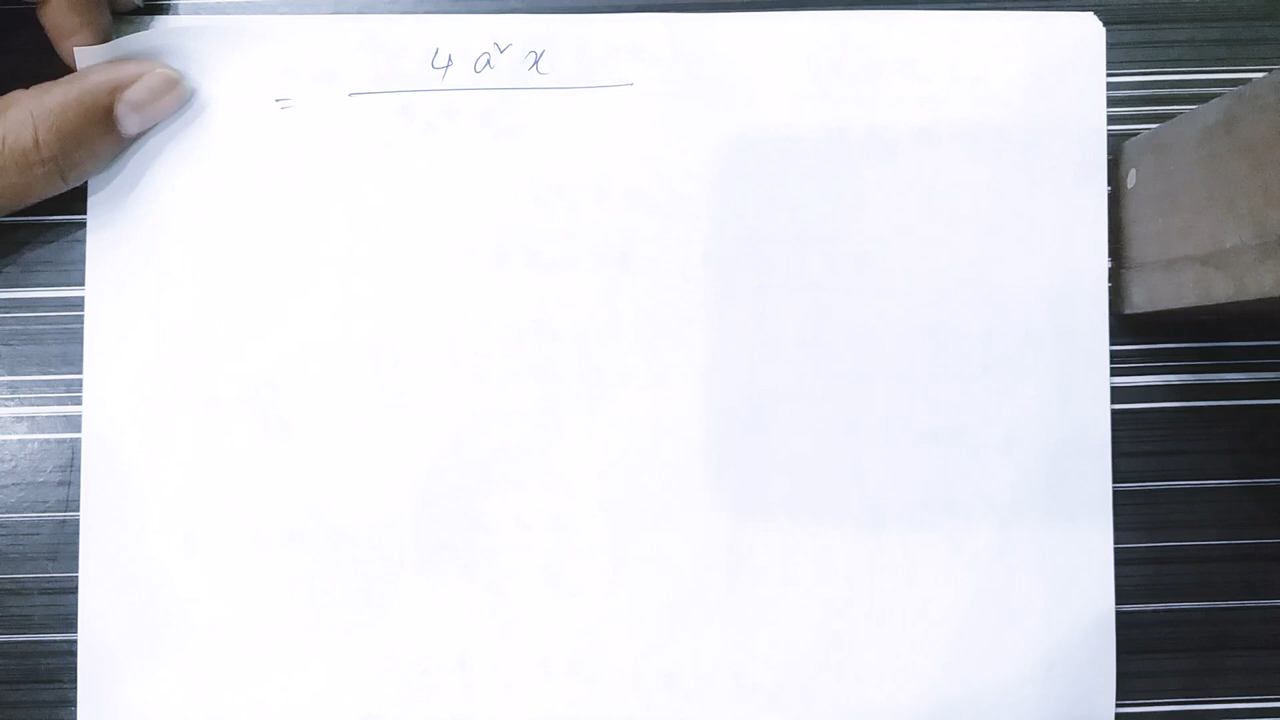 4 a² x
=